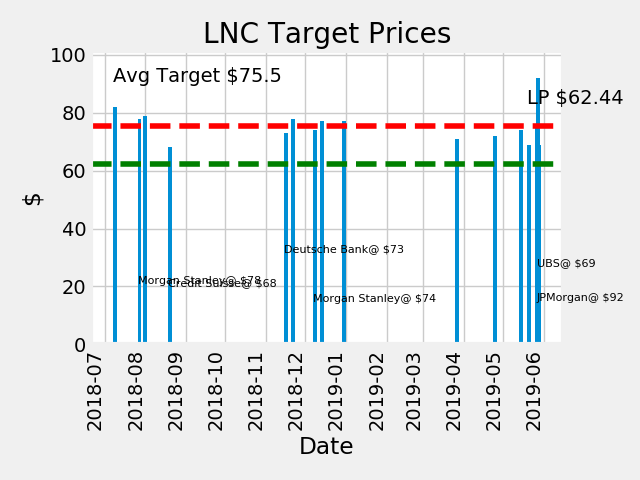 LNC Target Prices
100
80
60
40
20
0
$
Avg Target $75.5
LP $62.44
Deutsche Bank@ $73
UBS@ $69
Morgan Stanley@ $78
Credit Suisse@ $68
Morgan Stanley@ $74
JPMorgan@ $92
2018-07
2018-08
2018-09
2018-10
2018-11
2018-12
2019-01
2019-02
2019-03
2019-04
2019-05
2019-06
Date